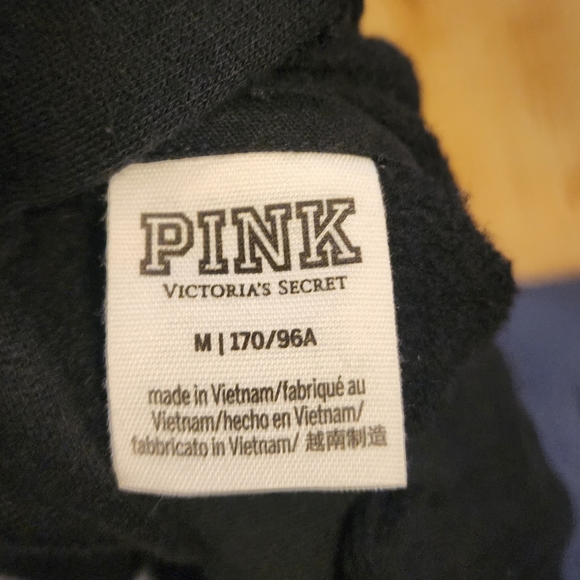 PINK
VICTORIA'S SECRET
M | 170/96A
made in Vietnam/fabriqué au
Vietnam/hecho en Vietnam/
fabbricato in Vietnam/ 越南制造